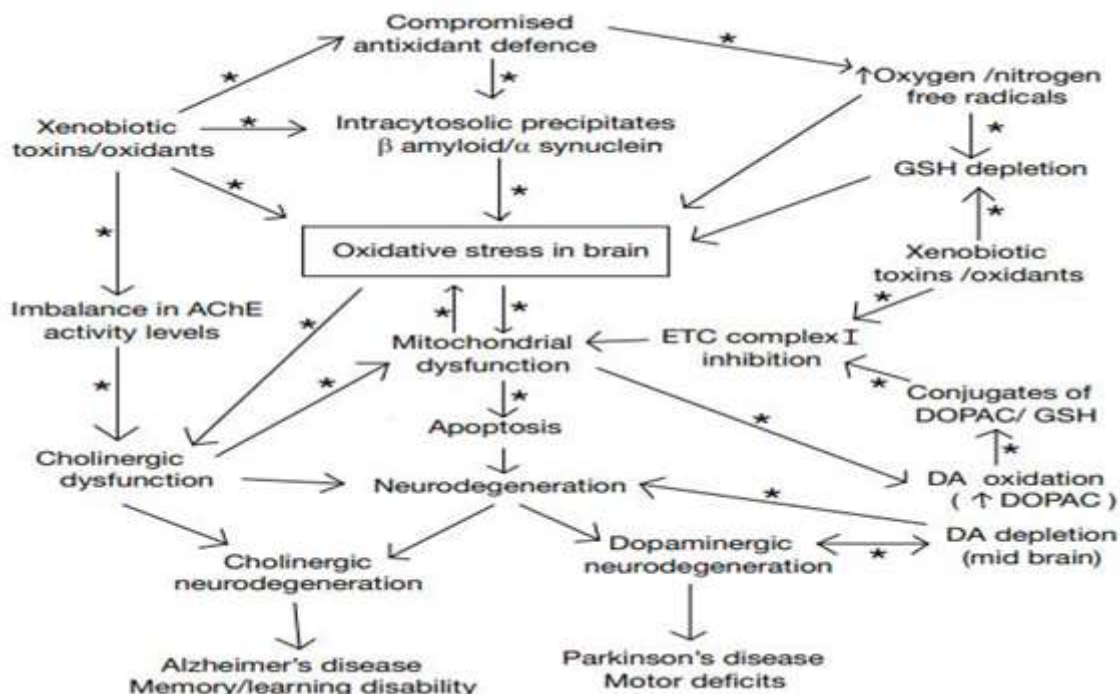 Compromised
antixidant defence
↑Oxygen /nitrogen
free radicals
Xenobiotic
toxins/oxidants
Intracytosolic precipitates
β amyloid/α synuclein
GSH depletion
Oxidative stress in brain
Xenobiotic
toxins /oxidants
Imbalance in AChE
activity levels
Mitochondrial
dysfunction
ETC complex I
inhibition
Conjugates of
DOPAC/ GSH
Apoptosis
Cholinergic
dysfunction
Neurodegeneration
DA oxidation
( ↑ DOPAC )
DA depletion
(mid brain)
Cholinergic
neurodegeneration
Dopaminergic
neurodegeneration
Alzheimer's disease
Memory/learning disability
Parkinson's disease
Motor deficits